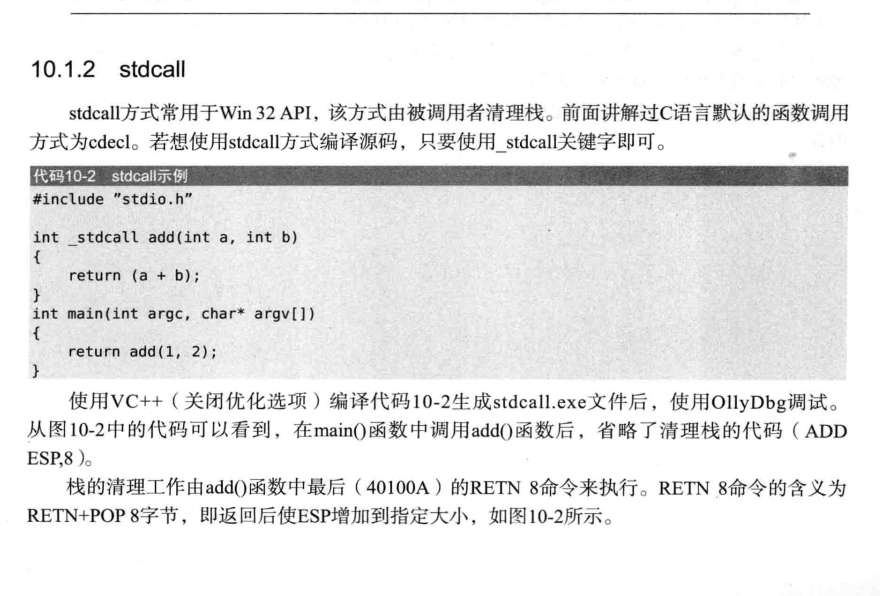 10.1.2 stdcall
stdcall方式常用于Win 32 API，该方式由被调用者清理栈。前面讲解过C语言默认的函数调用
方式为cdecl。若想使用stdcall方式编译源码，只要使用_stdcall关键字即可。
代码10-2 stdcall示例
#include ”stdio.h”
int _stdcall add(int a, int b)
{
return (a + b);
}
int main(int argc, char* argv[])
{
return add(1, 2);
}
使用VC++（关闭优化选项）编译代码10-2生成stdcall.exe文件后，使用OllyDbg调试。
从图10-2中的代码可以看到，在main()函数中调用add()函数后，省略了清理栈的代码（ADD
ESP,8）。
栈的清理工作由add()函数中最后（40100A）的RETN 8命令来执行。RETN 8命令的含义为
RETN+POP 8字节，即返回后使ESP增加到指定大小，如图10-2所示。